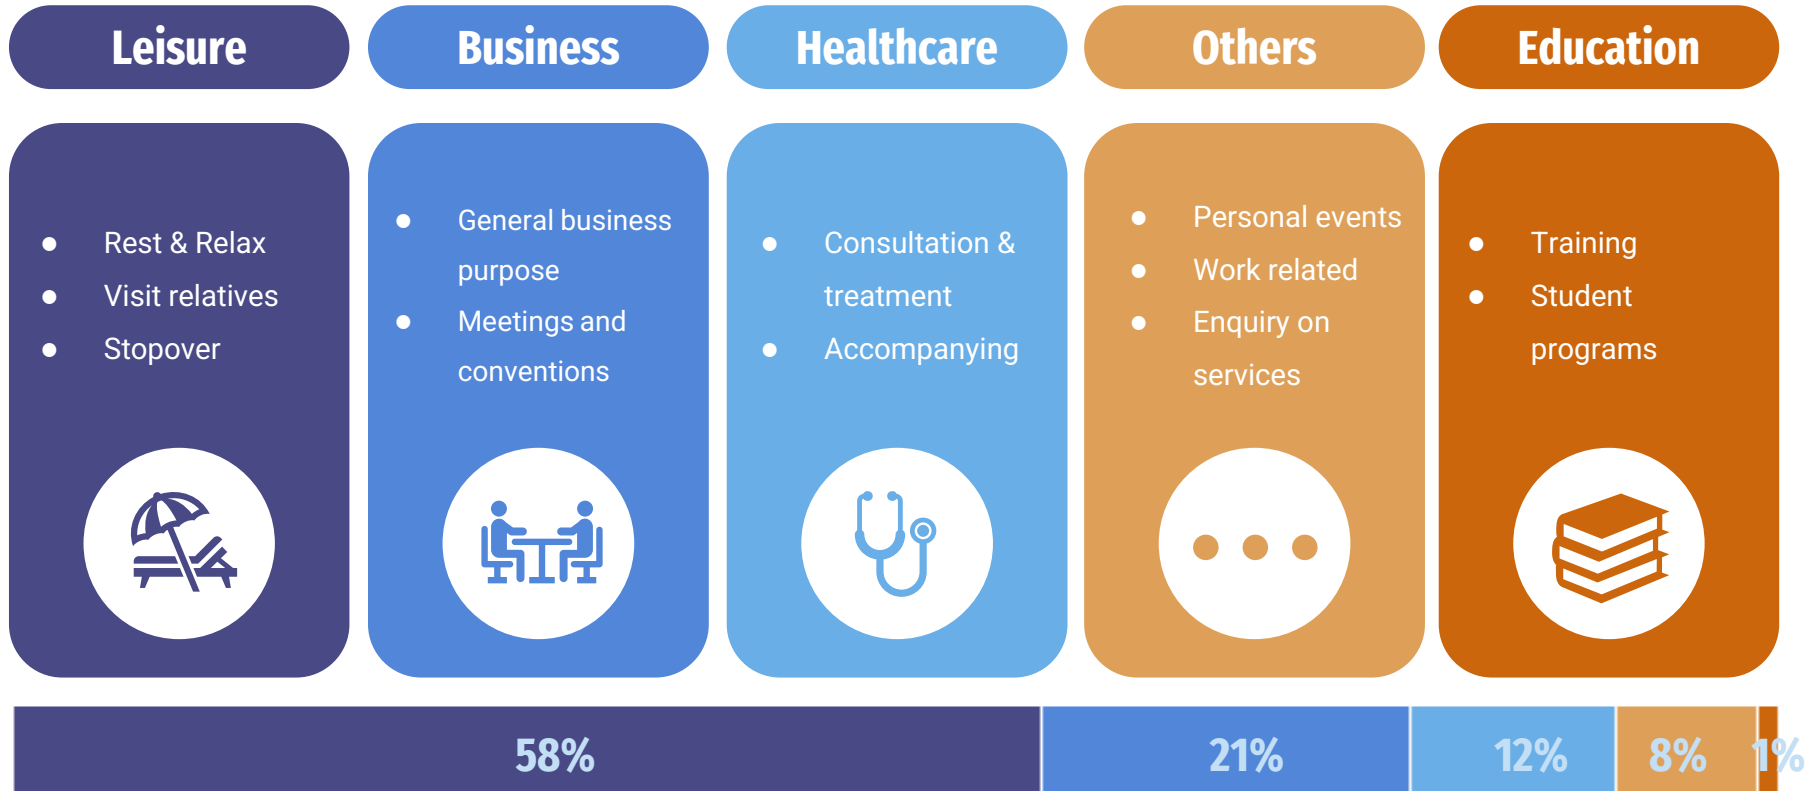 Leisure
Business
Healthcare
Others
Education
● Rest & Relax
● Visit relatives
● Stopover
● General business
purpose
● Meetings and
conventions
● Consultation &
treatment
● Accompanying
● Personal events
● Work related
● Enquiry on
services
● Training
● Student
programs
58%
21%
12%
8%
1%